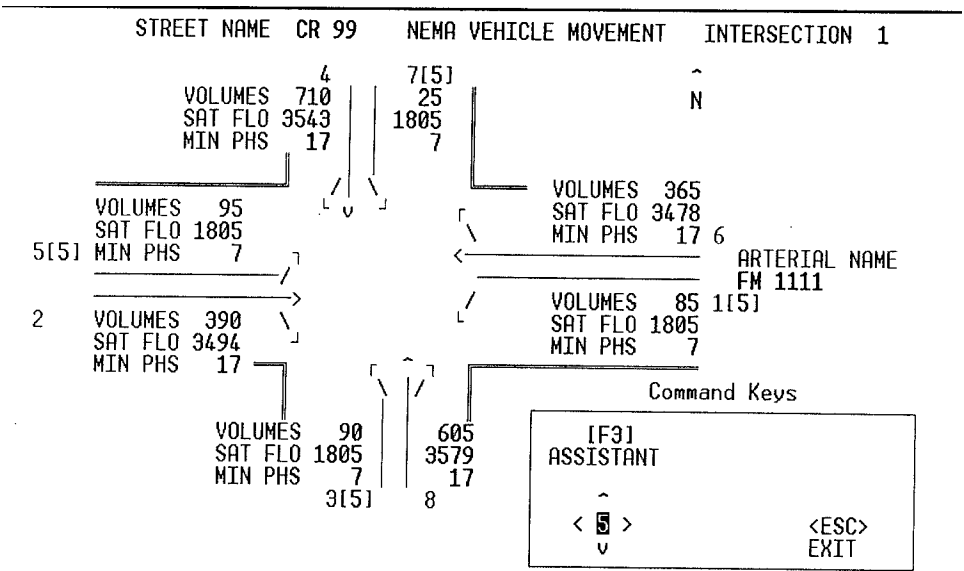 STREET NAME CR 99 NEMA VEHICLE MOVEMENT INTERSECTION 1
4 7[5]
VOLUMES 710 25
SAT FLO 3543 1805
MIN PHS 17 7
N
VOLUMES 365
SAT FLO 3478
MIN PHS 17 6
VOLUMES 95
SAT FLO 1805
5[5] MIN PHS 7
ARTERIAL NAME
FM 1111
VOLUMES 85 1[5]
SAT FLO 1805
MIN PHS 7
2 VOLUMES 390
SAT FLO 3494
MIN PHS 17
Command Keys
VOLUMES 90 605
SAT FLO 1805 3579
MIN PHS 7 17
3[5] 8
[F3]
ASSISTANT
^
< 5 > <ESC>
v EXIT